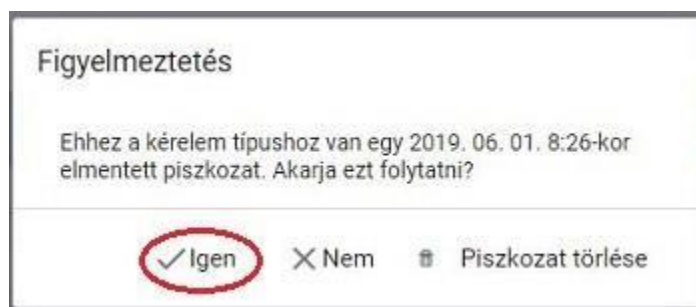 Figyelmeztetés
Ehhez a kérelem típushoz van egy 2019. 06. 01. 8:26-kor
elmentett piszkozat. Akarja ezt folytatni?
Igen Nem Piszkozat törlése